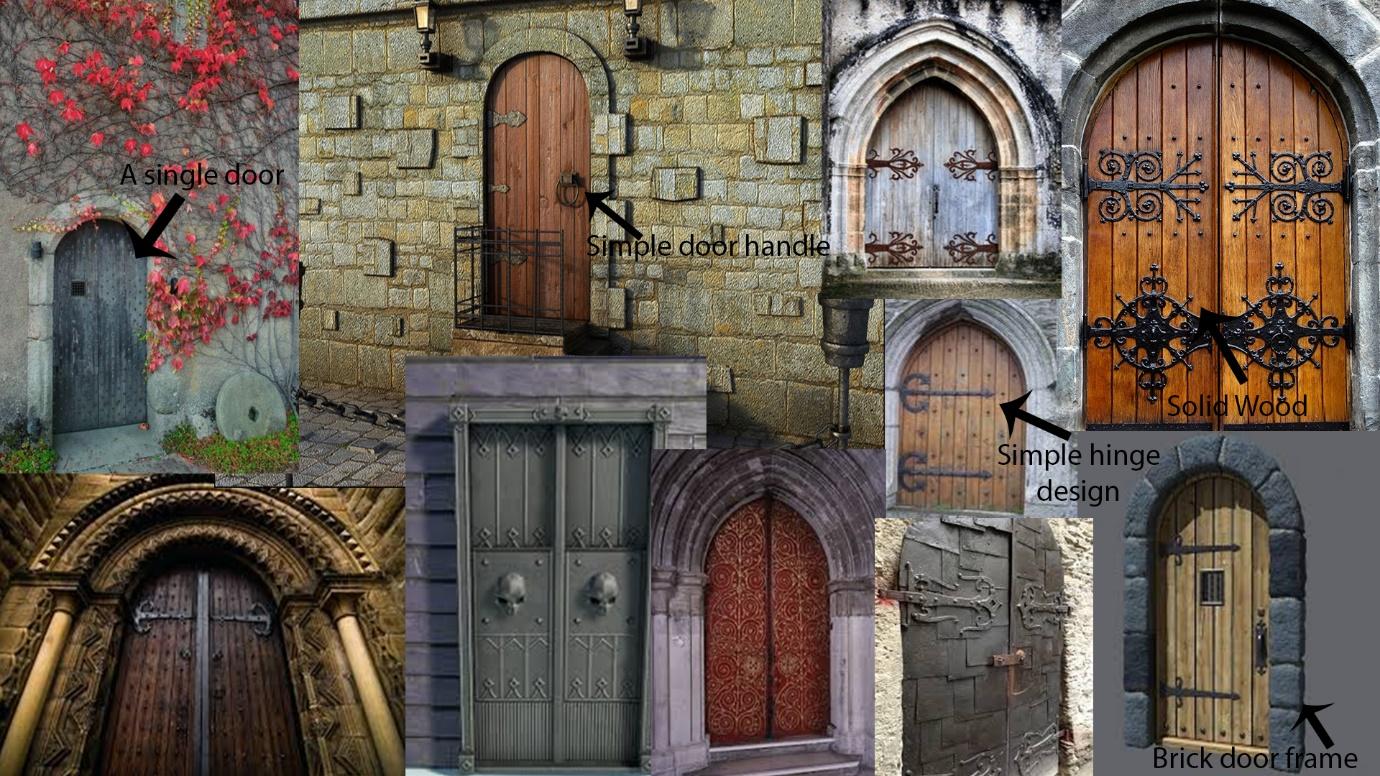 A single door
Simple door handle
Solid Wood
Simple hinge
design
Brick door frame